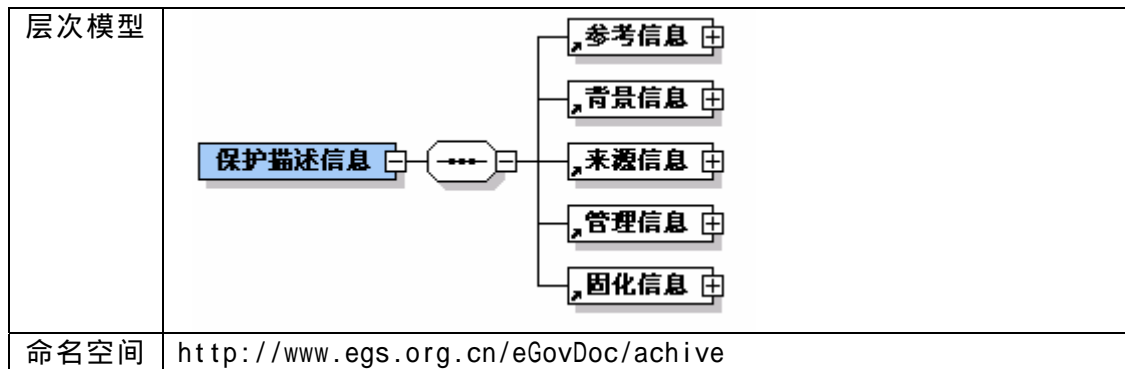 层次模型
参考信息
背景信息
保护描述信息
来源信息
管理信息
固化信息
命名空间 http://www.egs.org.cn/eGovDoc/achive